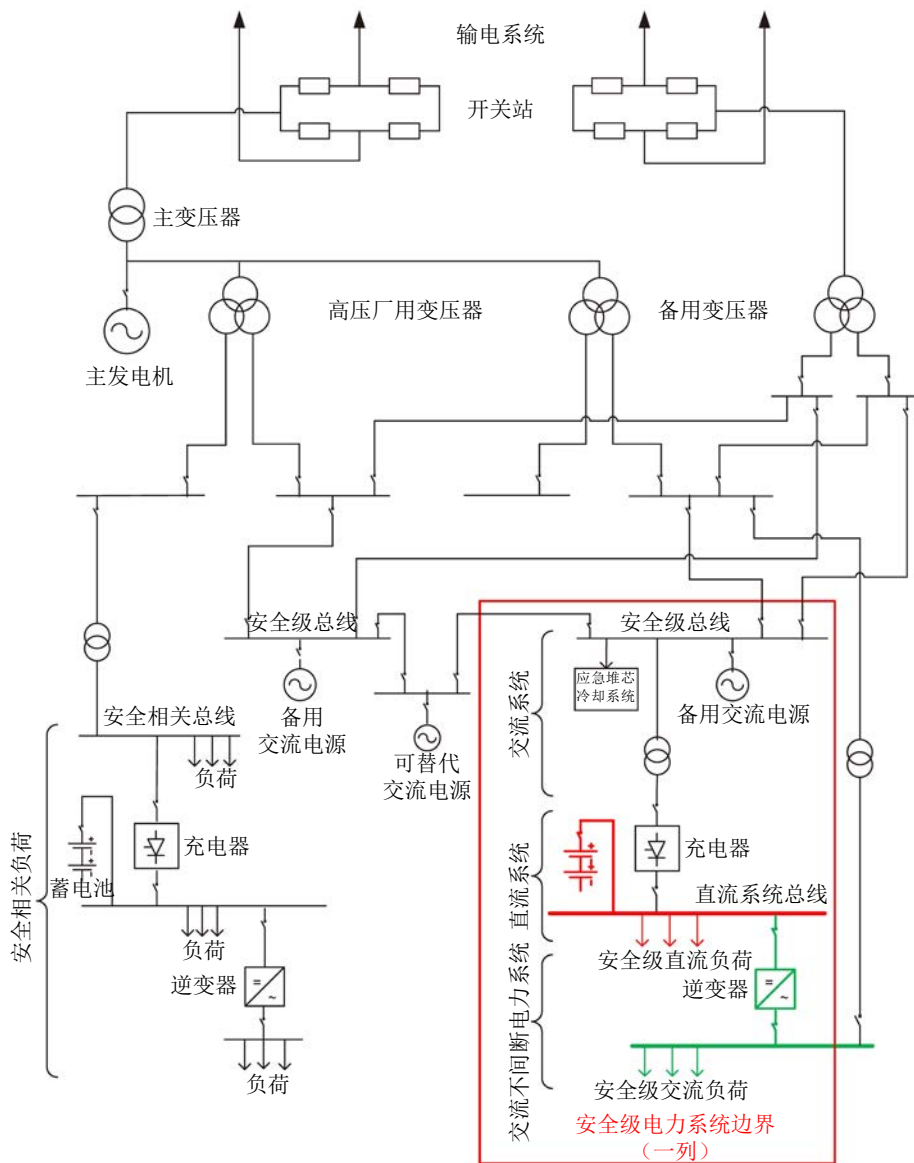 输电系统
开关站
主变压器
高压厂用变压器
备用变压器
主发电机
安全级总线
安全级总线
应急堆芯
冷却系统
备用
交流电源
备用交流电源
交流系统
安全相关总线
负荷
可替代
交流电源
充电器
蓄电池
充电器
直流系统
直流系统总线
安全相关负荷
负荷
安全级直流负荷
逆变器
逆变器
交流不间断电力系统
负荷
安全级交流负荷
安全级电力系统边界
（一列）